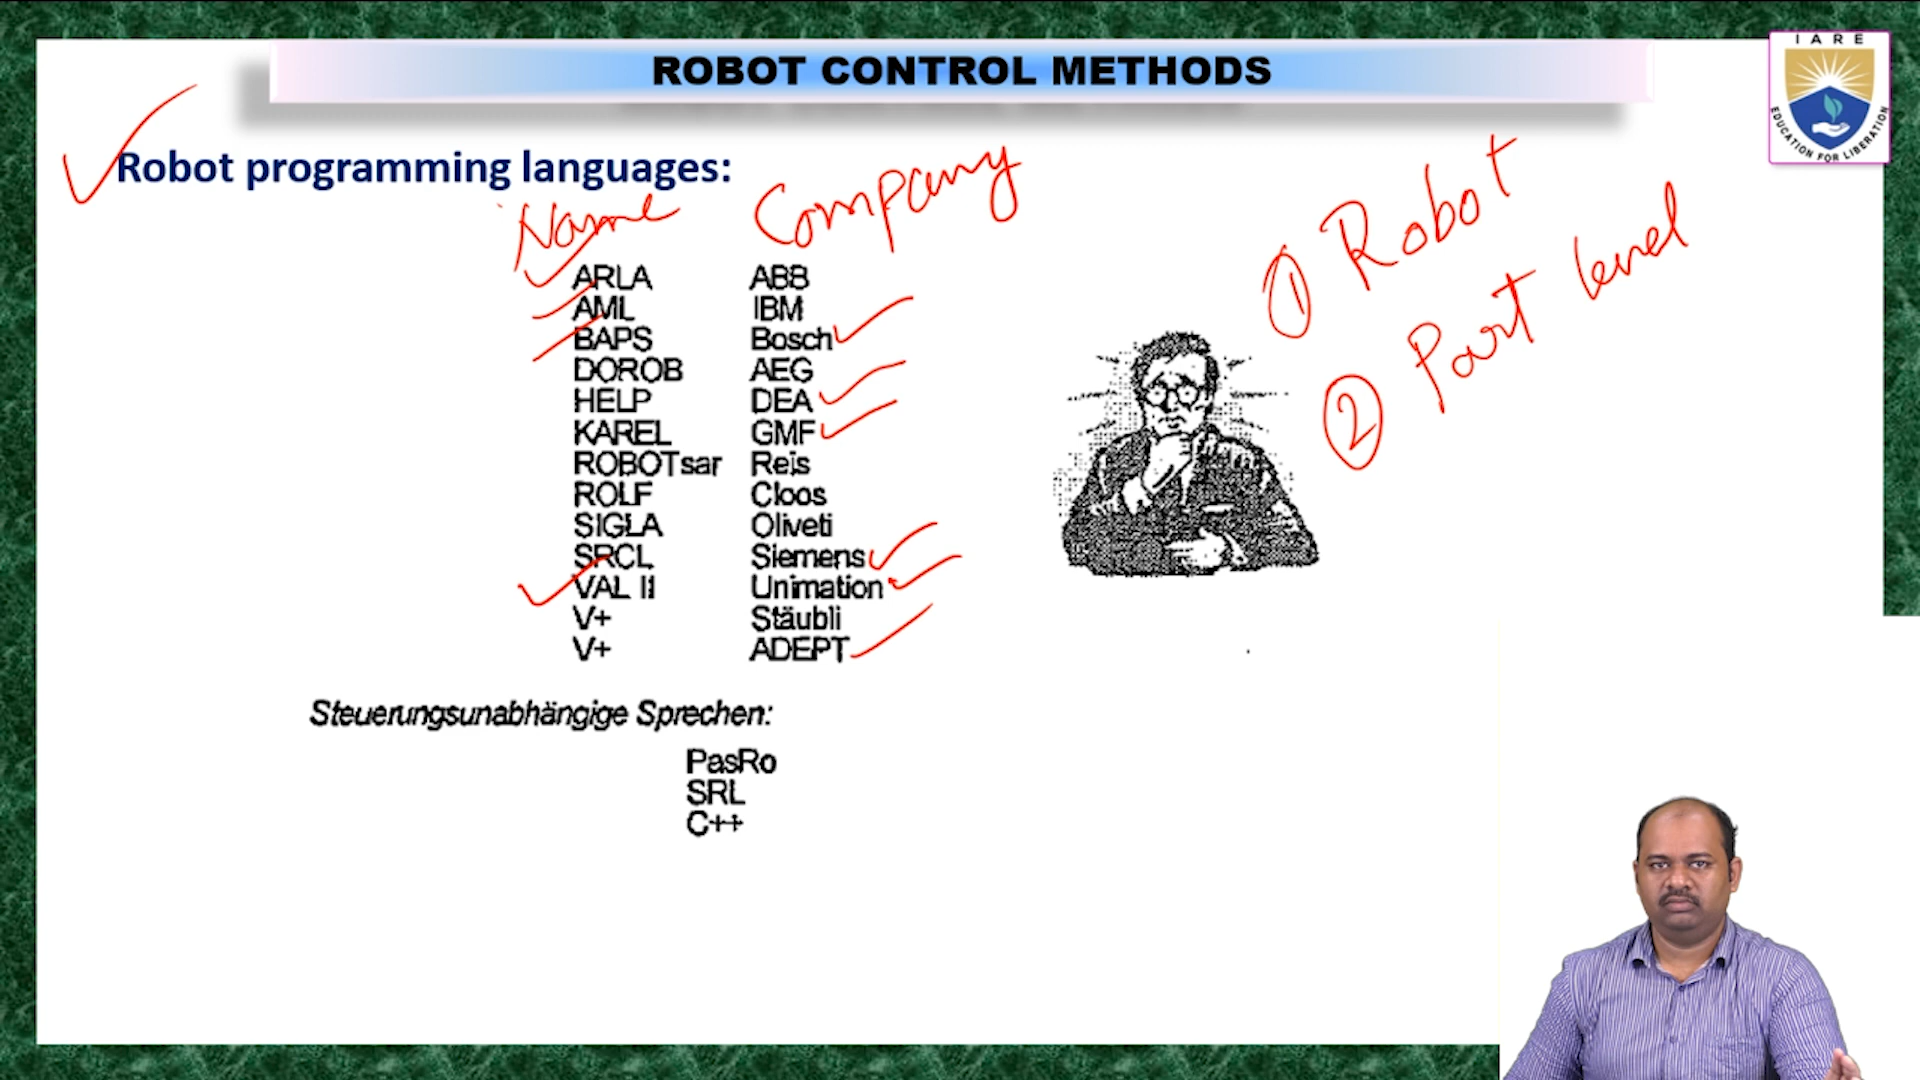 ROBOT CONTROL METHODS
IARE
EDUCATION FOR LIBERATION
Robot programming languages:
Name Company
ARLA ABB
AML IBM
BAPS Bosch
DOROB AEG
HELP DEA
KAREL GMF
ROBOTsar Reis
ROLF Cloos
SIGLA Oliveti
SRCL Siemens
VAL II Unimation
V+ Stäubli
V+ ADEPT
① Robot
② Part level
Steuerungsunabhängige Sprechen:
PasRo
SRL
C++